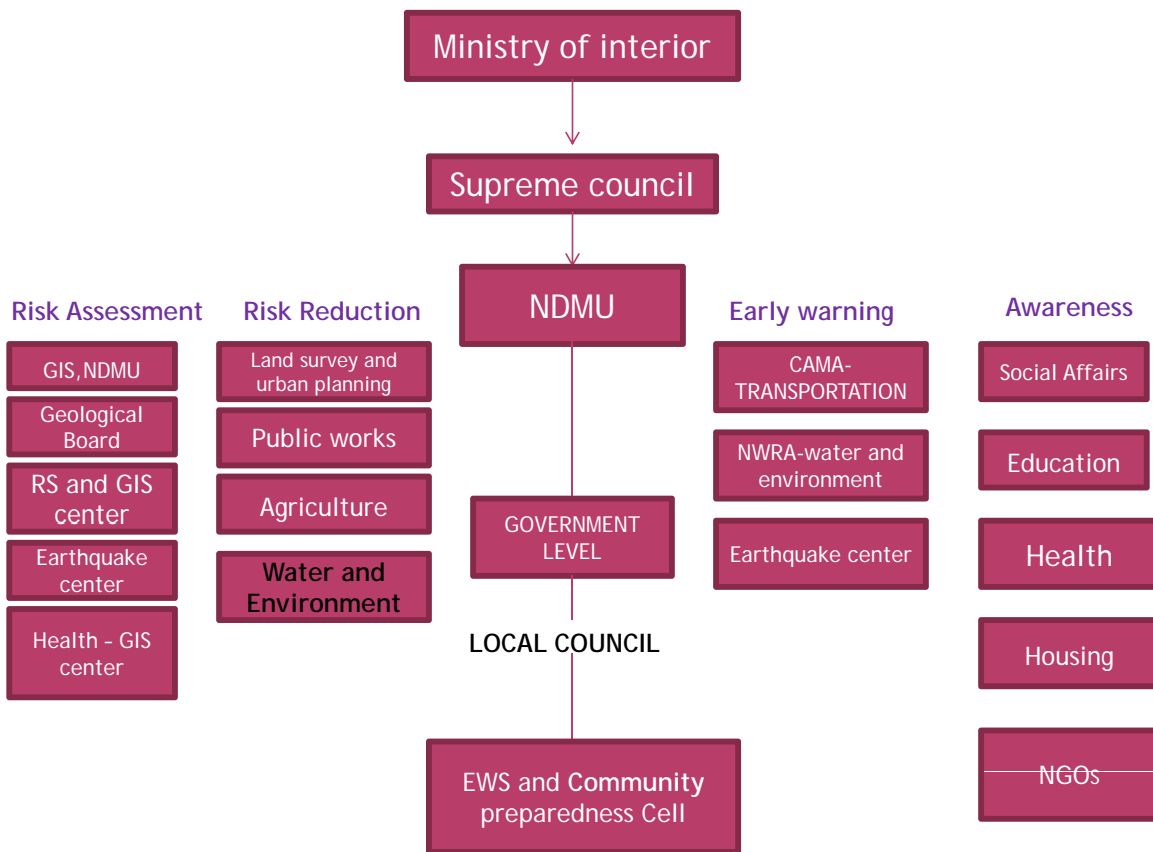 Ministry of interior
Supreme council
NDMU
Risk Assessment
GIS,NDMU
Geological
Board
RS and GIS
center
Earthquake
center
Health - GIS
center
Risk Reduction
Land survey and
urban planning
Public works
Agriculture
Water and
Environment
GOVERNMENT
LEVEL
LOCAL COUNCIL
EWS and Community
preparedness Cell
Early warning
CAMA-
TRANSPORTATION
NWRA-water and
environment
Earthquake center
Awareness
Social Affairs
Education
Health
Housing
NGOs